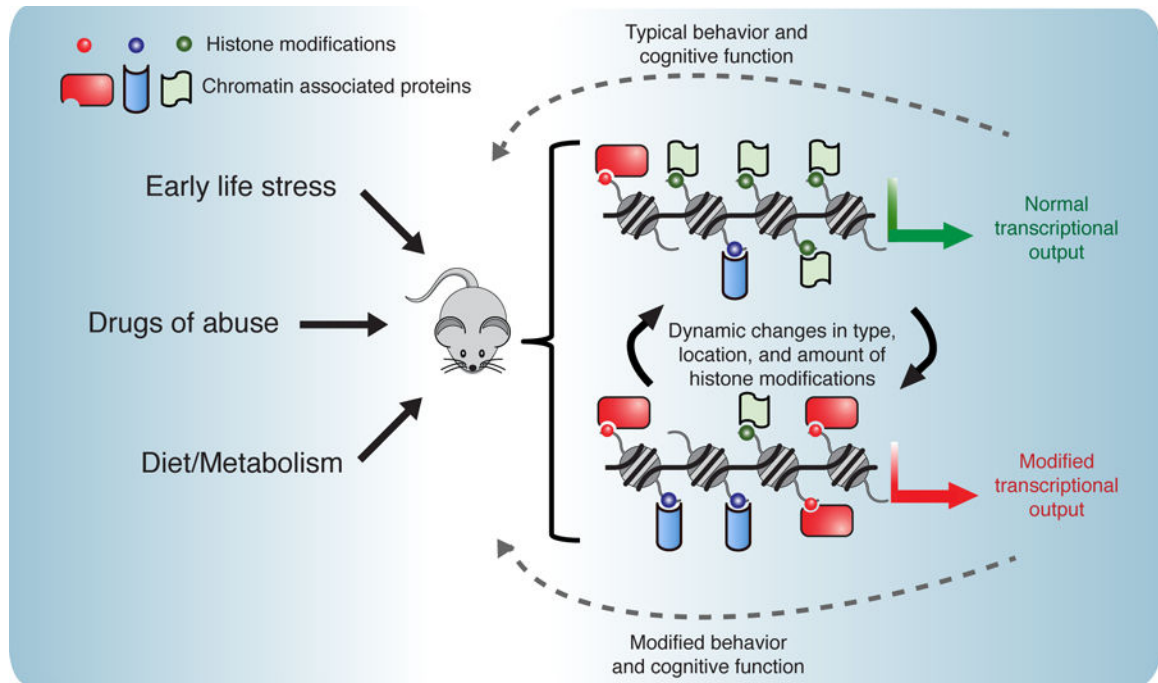 Histone modifications
Chromatin associated proteins
Typical behavior and
cognitive function
Early life stress
Drugs of abuse
Diet/Metabolism
Normal
transcriptional
output
Dynamic changes in type,
location, and amount of
histone modifications
Modified
transcriptional
output
Modified behavior
and cognitive function